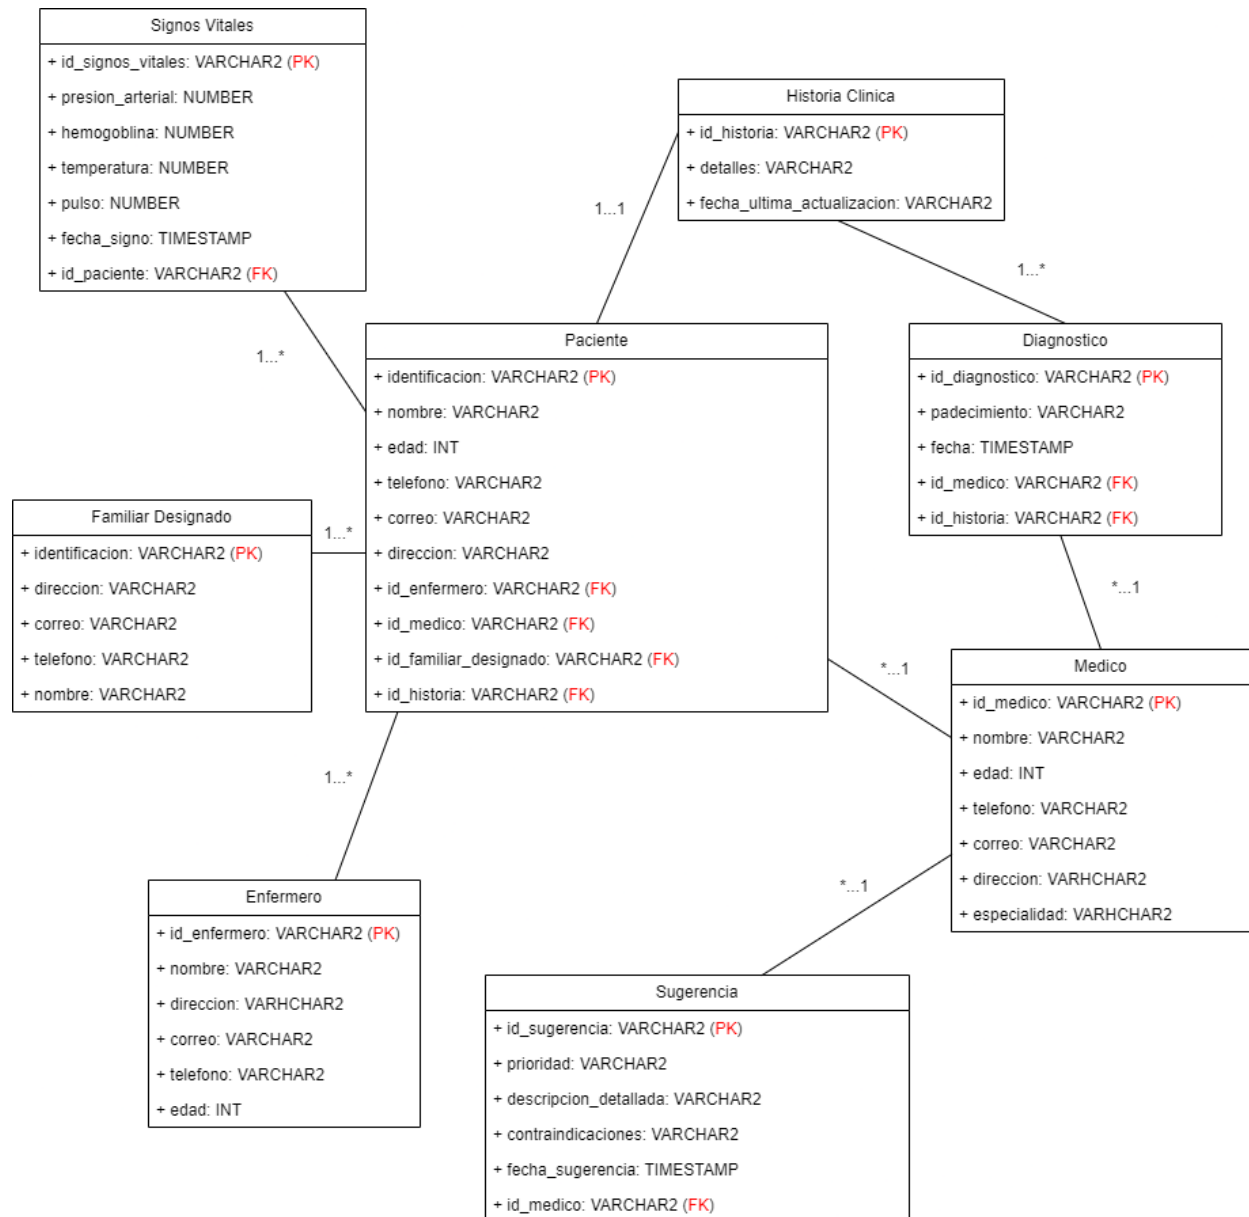 Signos Vitales
+ id_signos_vitales: VARCHAR2 (PK)
+ presion_arterial: NUMBER
+ hemogoblina: NUMBER
+ temperatura: NUMBER
+ pulso: NUMBER
+ fecha_signo: TIMESTAMP
+ id_paciente: VARCHAR2 (FK)
Historia Clinica
+ id_historia: VARCHAR2 (PK)
+ detalles: VARCHAR2
+ fecha_ultima_actualizacion: VARCHAR2
1...1
1...*
1...*
Paciente
+ identificacion: VARCHAR2 (PK)
+ nombre: VARCHAR2
+ edad: INT
+ telefono: VARCHAR2
+ correo: VARCHAR2
+ direccion: VARCHAR2
+ id_enfermero: VARCHAR2 (FK)
+ id_medico: VARCHAR2 (FK)
+ id_familiar_designado: VARCHAR2 (FK)
+ id_historia: VARCHAR2 (FK)
Diagnostico
+ id_diagnostico: VARCHAR2 (PK)
+ padecimiento: VARCHAR2
+ fecha: TIMESTAMP
+ id_medico: VARCHAR2 (FK)
+ id_historia: VARCHAR2 (FK)
Familiar Designado
+ identificacion: VARCHAR2 (PK)
+ direccion: VARCHAR2
+ correo: VARCHAR2
+ telefono: VARCHAR2
+ nombre: VARCHAR2
1...*
*...1
*...1
Medico
+ id_medico: VARCHAR2 (PK)
+ nombre: VARCHAR2
+ edad: INT
+ telefono: VARCHAR2
+ correo: VARCHAR2
+ direccion: VARHCHAR2
+ especialidad: VARHCHAR2
1...*
*...1
Enfermero
+ id_enfermero: VARCHAR2 (PK)
+ nombre: VARCHAR2
+ direccion: VARHCHAR2
+ correo: VARCHAR2
+ telefono: VARCHAR2
+ edad: INT
Sugerencia
+ id_sugerencia: VARCHAR2 (PK)
+ prioridad: VARCHAR2
+ descripcion_detallada: VARCHAR2
+ contraindicaciones: VARCHAR2
+ fecha_sugerencia: TIMESTAMP
+ id_medico: VARCHAR2 (FK)